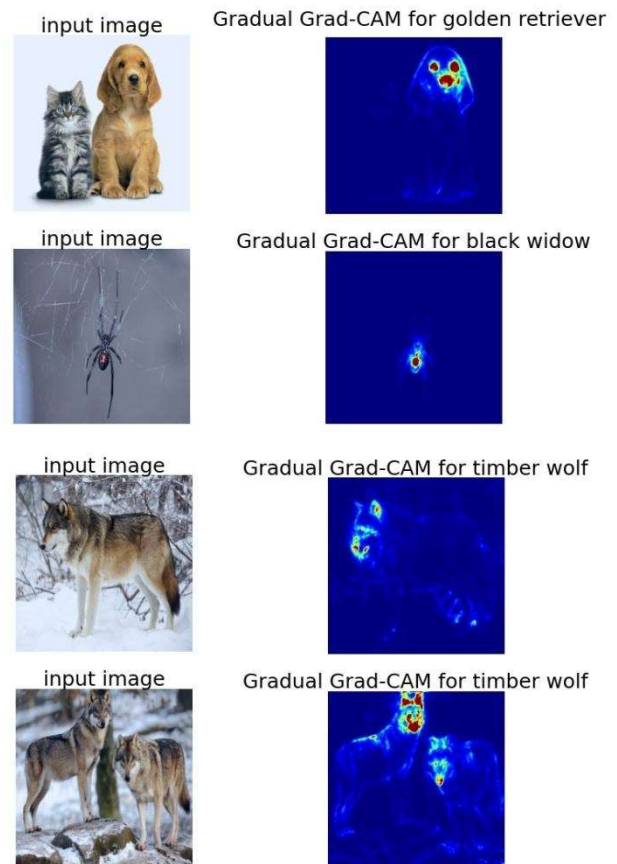 input image
Gradual Grad-CAM for golden retriever
input image
Gradual Grad-CAM for black widow
input image
Gradual Grad-CAM for timber wolf
input image
Gradual Grad-CAM for timber wolf